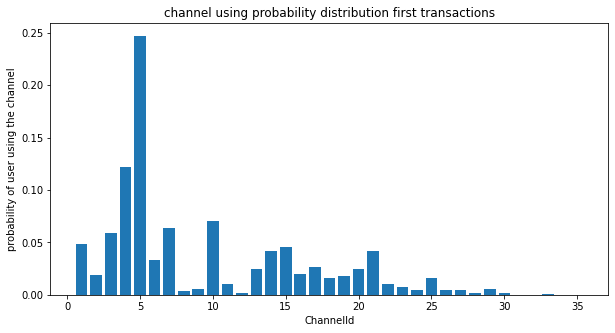 channel using probability distribution first transactions
probability of user using the channel
0.25
0.20
0.15
0.10
0.05
0.00
0 5 10 15 20 25 30 35
ChannelId